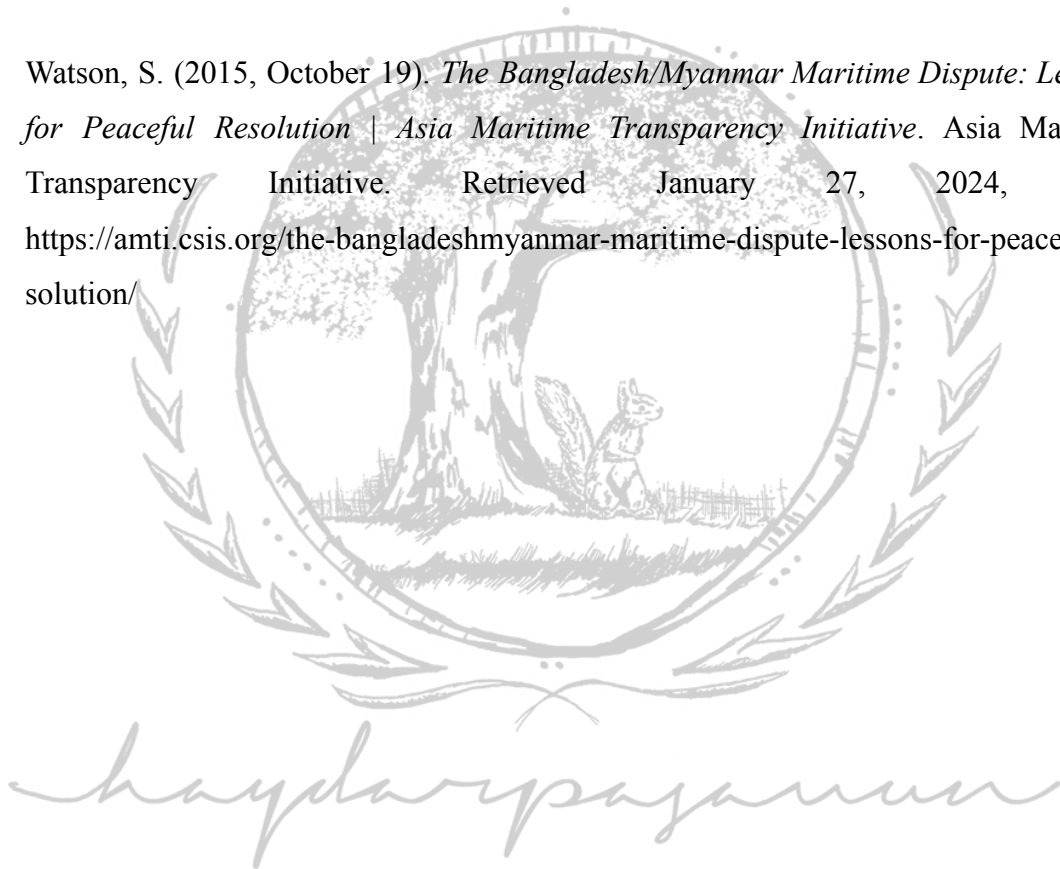 Watson, S. (2015, October 19). The Bangladesh/Myanmar Maritime Dispute: Le
for Peaceful Resolution | Asia Maritime Transparency Initiative. Asia Ma
Transparency Initiative. Retrieved January 27, 2024,
https://amti.csis.org/the-bangladeshmyanmar-maritime-dispute-lessons-for-peace
solution/
haydarpasamun